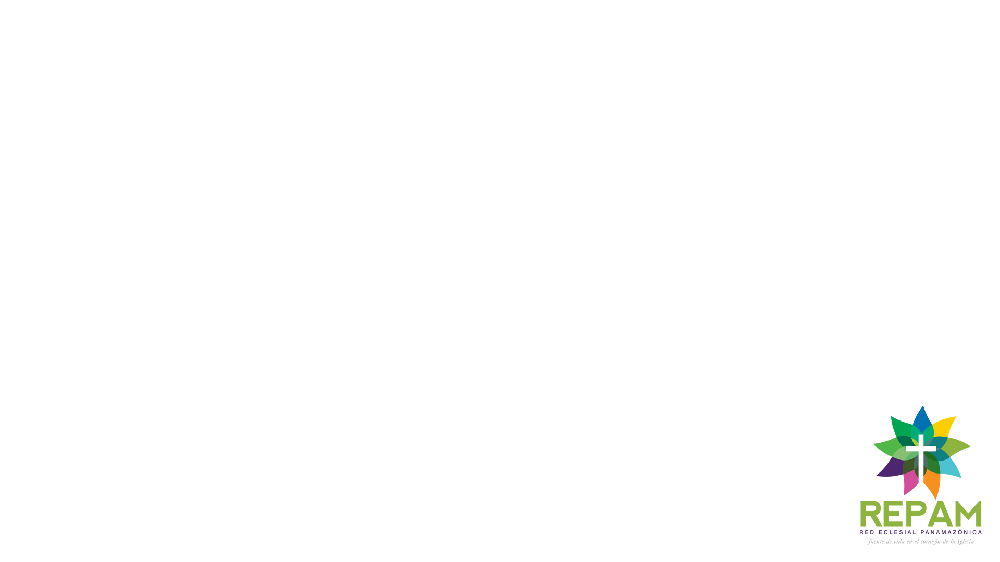 REPAM
RED ECLESIAL PANAMAZÓNICA
fuente de vida en el corazón de la Iglesia